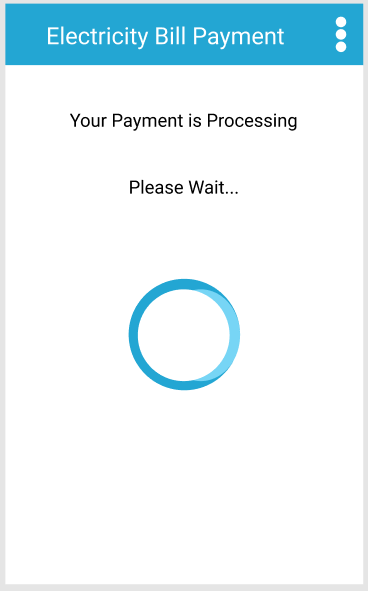 Electricity Bill Payment
Your Payment is Processing
Please Wait...